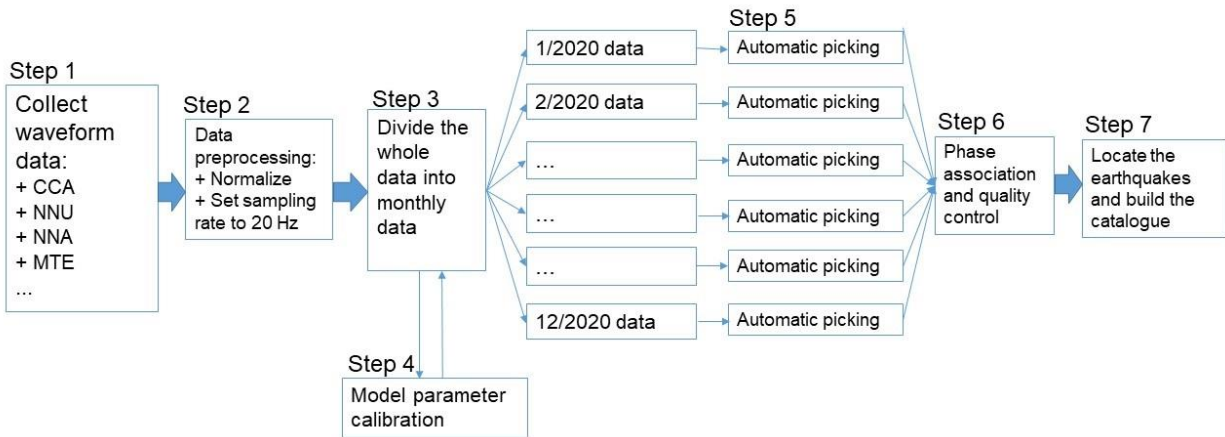 Step 1
Collect
waveform
data:
+ CCA
+ NNU
+ NNA
+ MTE
...
Step 2
Data
preprocessing:
+ Normalize
+ Set sampling
rate to 20 Hz
Step 3
Divide the
whole
data into
monthly
data
Step 4
Model parameter
calibration
1/2020 data
2/2020 data
...
...
...
12/2020 data
Step 5
Automatic picking
Automatic picking
Automatic picking
Automatic picking
Automatic picking
Automatic picking
Step 6
Phase
association
and quality
control
Step 7
Locate the
earthquakes
and build the
catalogue